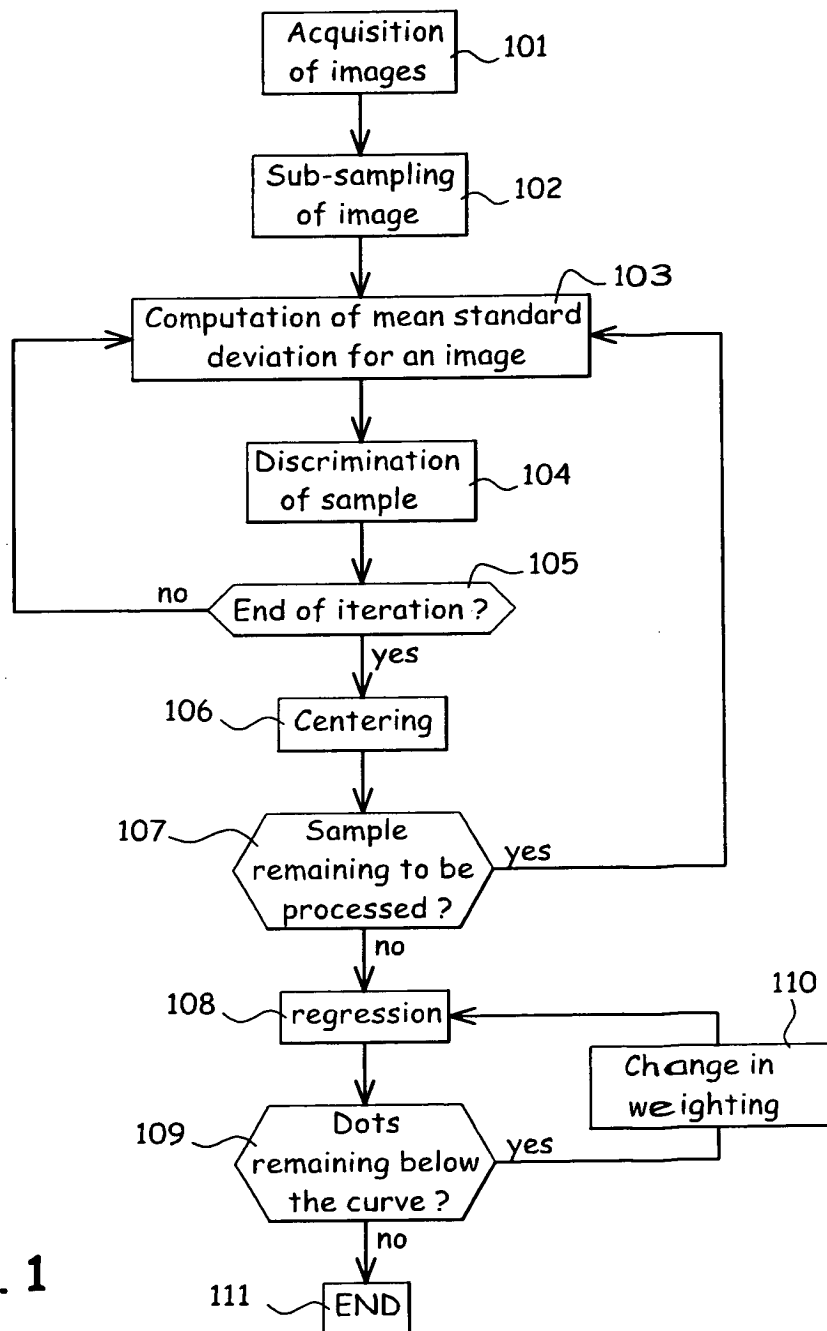 Acquisition
of images
101
Sub-sampling
of image
102
103
Computation of mean standard
deviation for an image
Discrimination
of sample
104
105
no
End of iteration ?
yes
106
Centering
107
Sample
remaining to be
processed ?
yes
no
108
regression
110
Change in
weighting
109
Dots
remaining below
the curve ?
yes
no
. 1
111
END